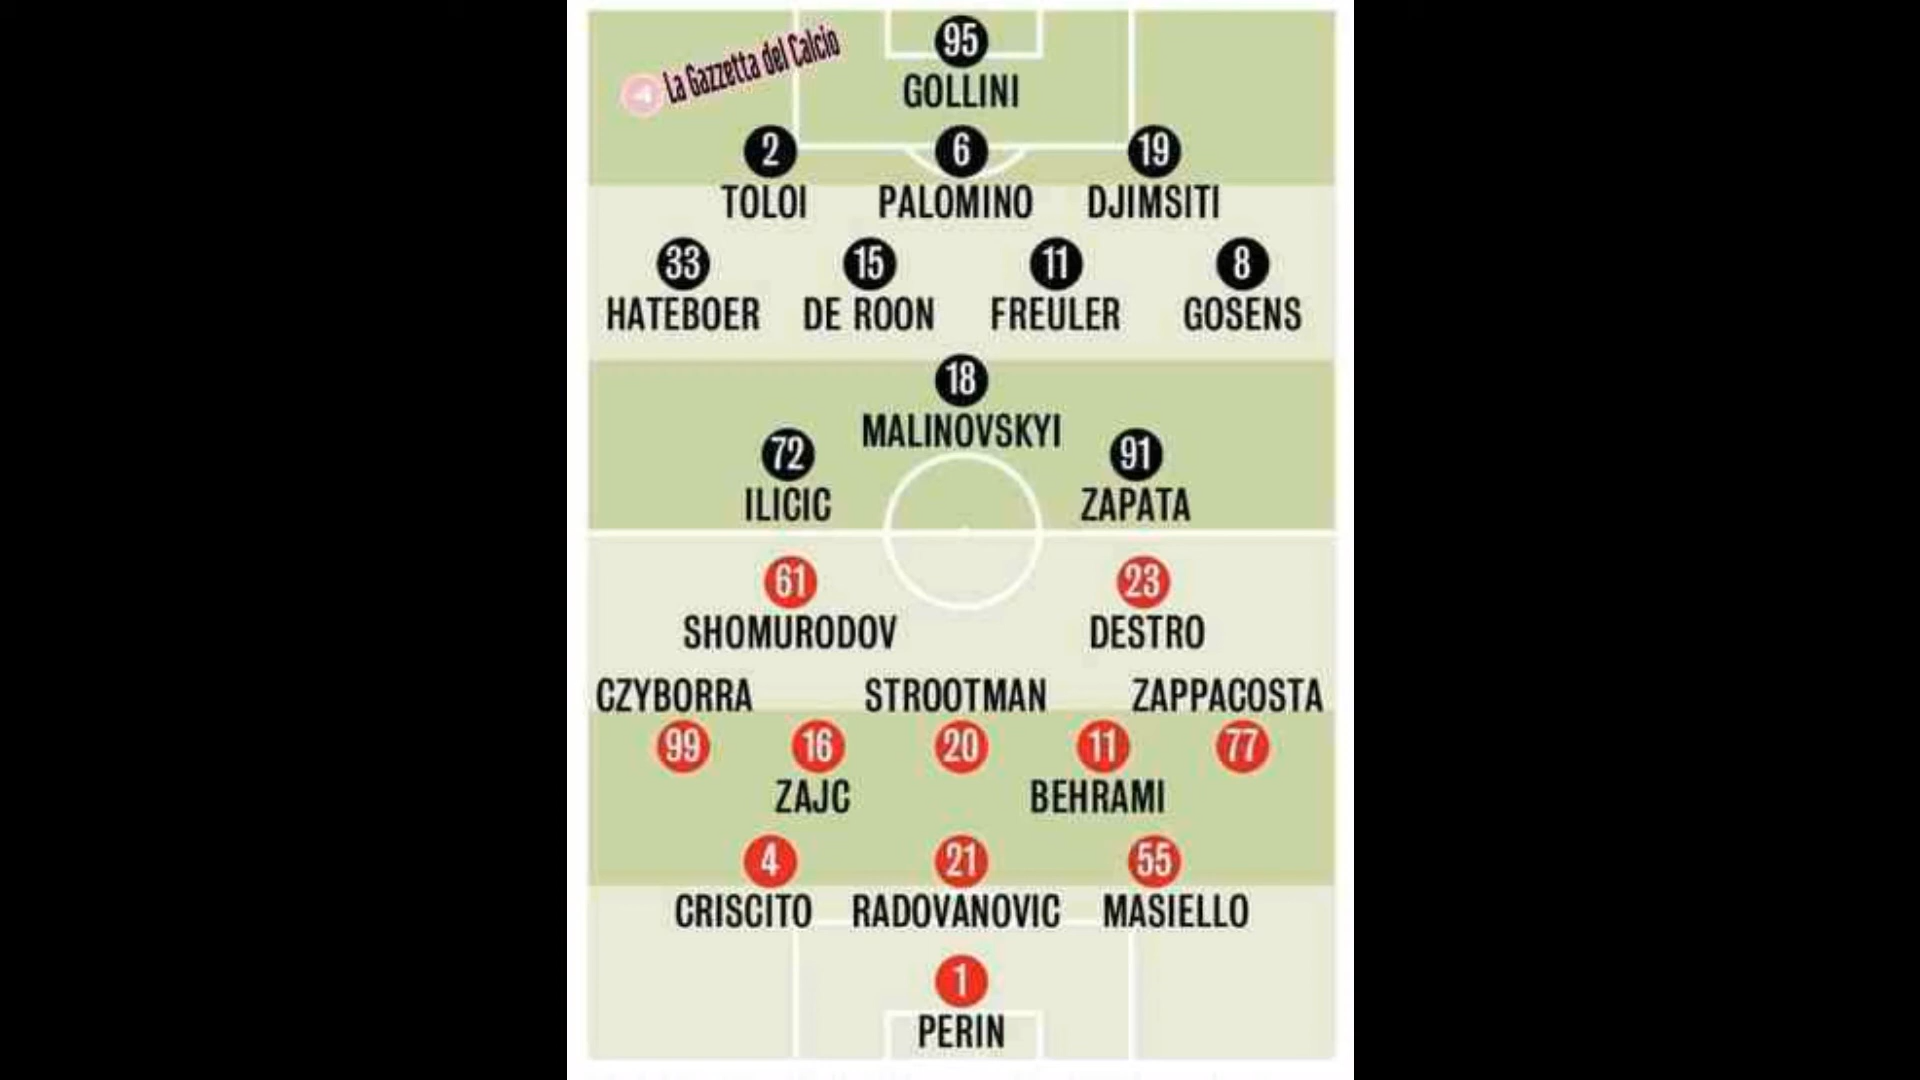 La Gazzetta del Calcio
95
GOLLINI
2 6 19
TOLOI PALOMINO DJIMSITI
33 15 11 8
HATEBOER DE ROON FREULER GOSENS
18
MALINOVSKYI
72 91
ILICIC ZAPATA
61 23
SHOMURODOV DESTRO
CZYBORRA STROOTMAN ZAPPACOSTA
99 16 20 11 77
ZAJC BEHRAMI
4 21 55
CRISCITO RADOVANOVIC MASIELLO
1
PERIN